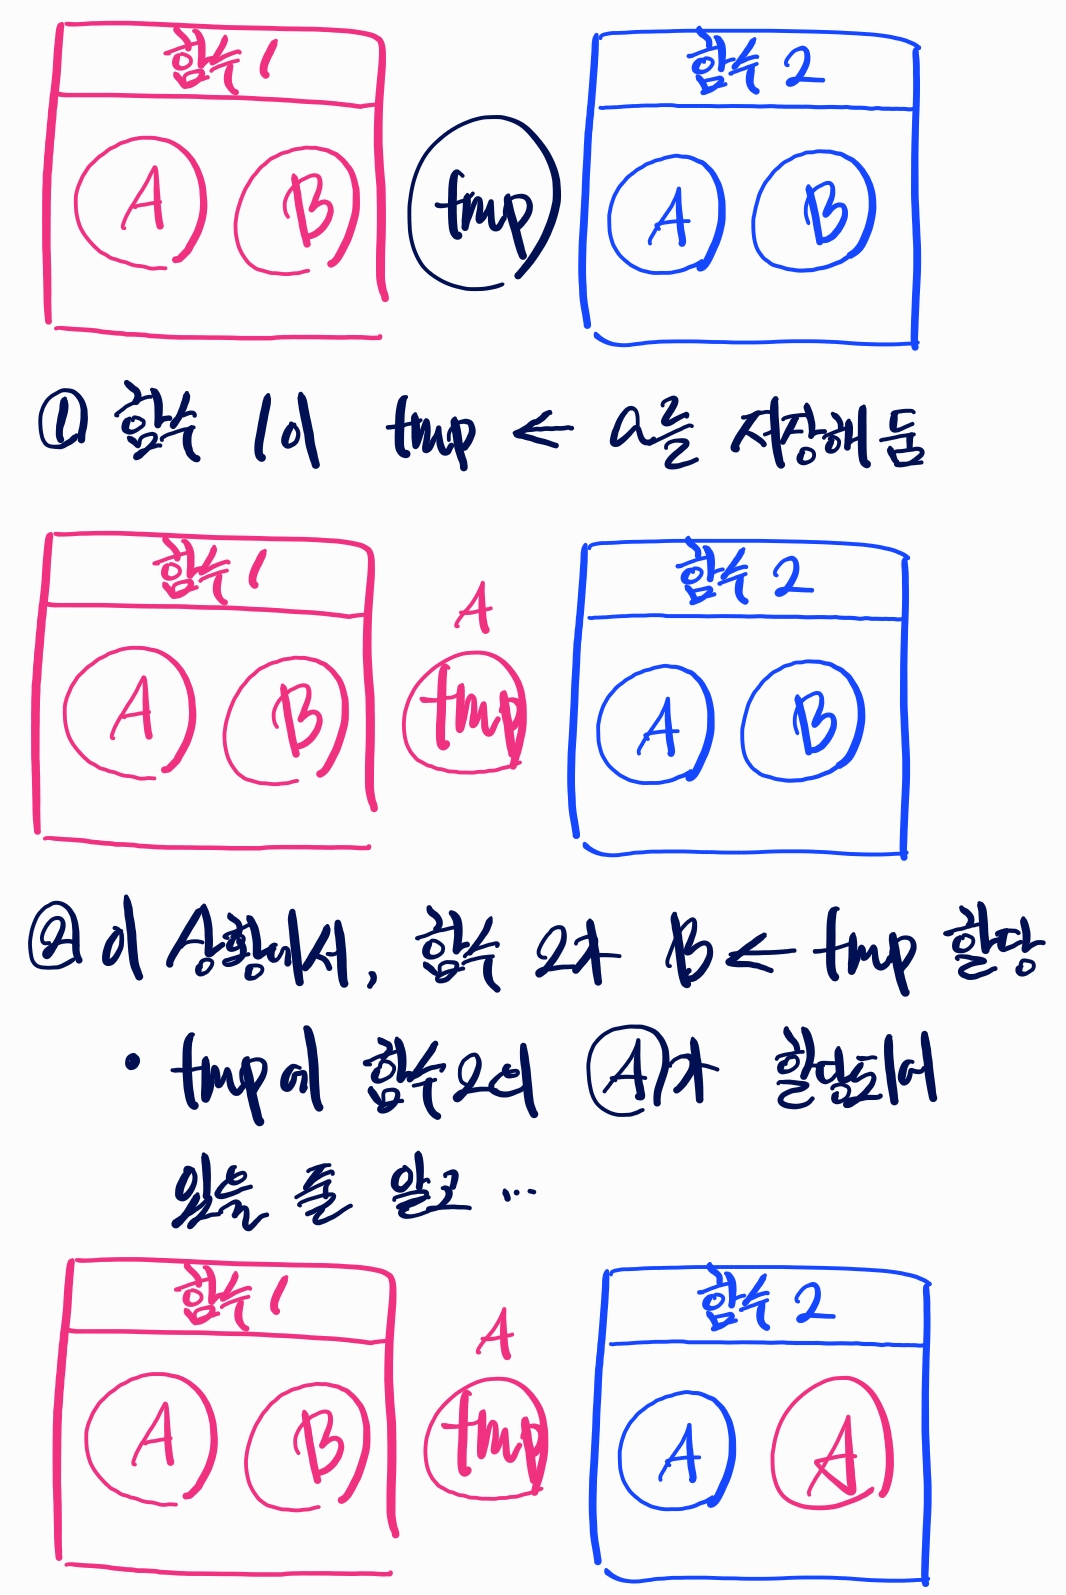 함수 1 함수 2
A B tmp A B
① 함수 1이 tmp ← a를 저장해둠
함수 1 함수 2
A
A B tmp A B
② 이 상황에서, 함수 2가 B ← tmp 할당
• tmp에 함수2의 A가 할당되어
있을 줄 알고 ...
함수 1 함수 2
A
A B tmp A A